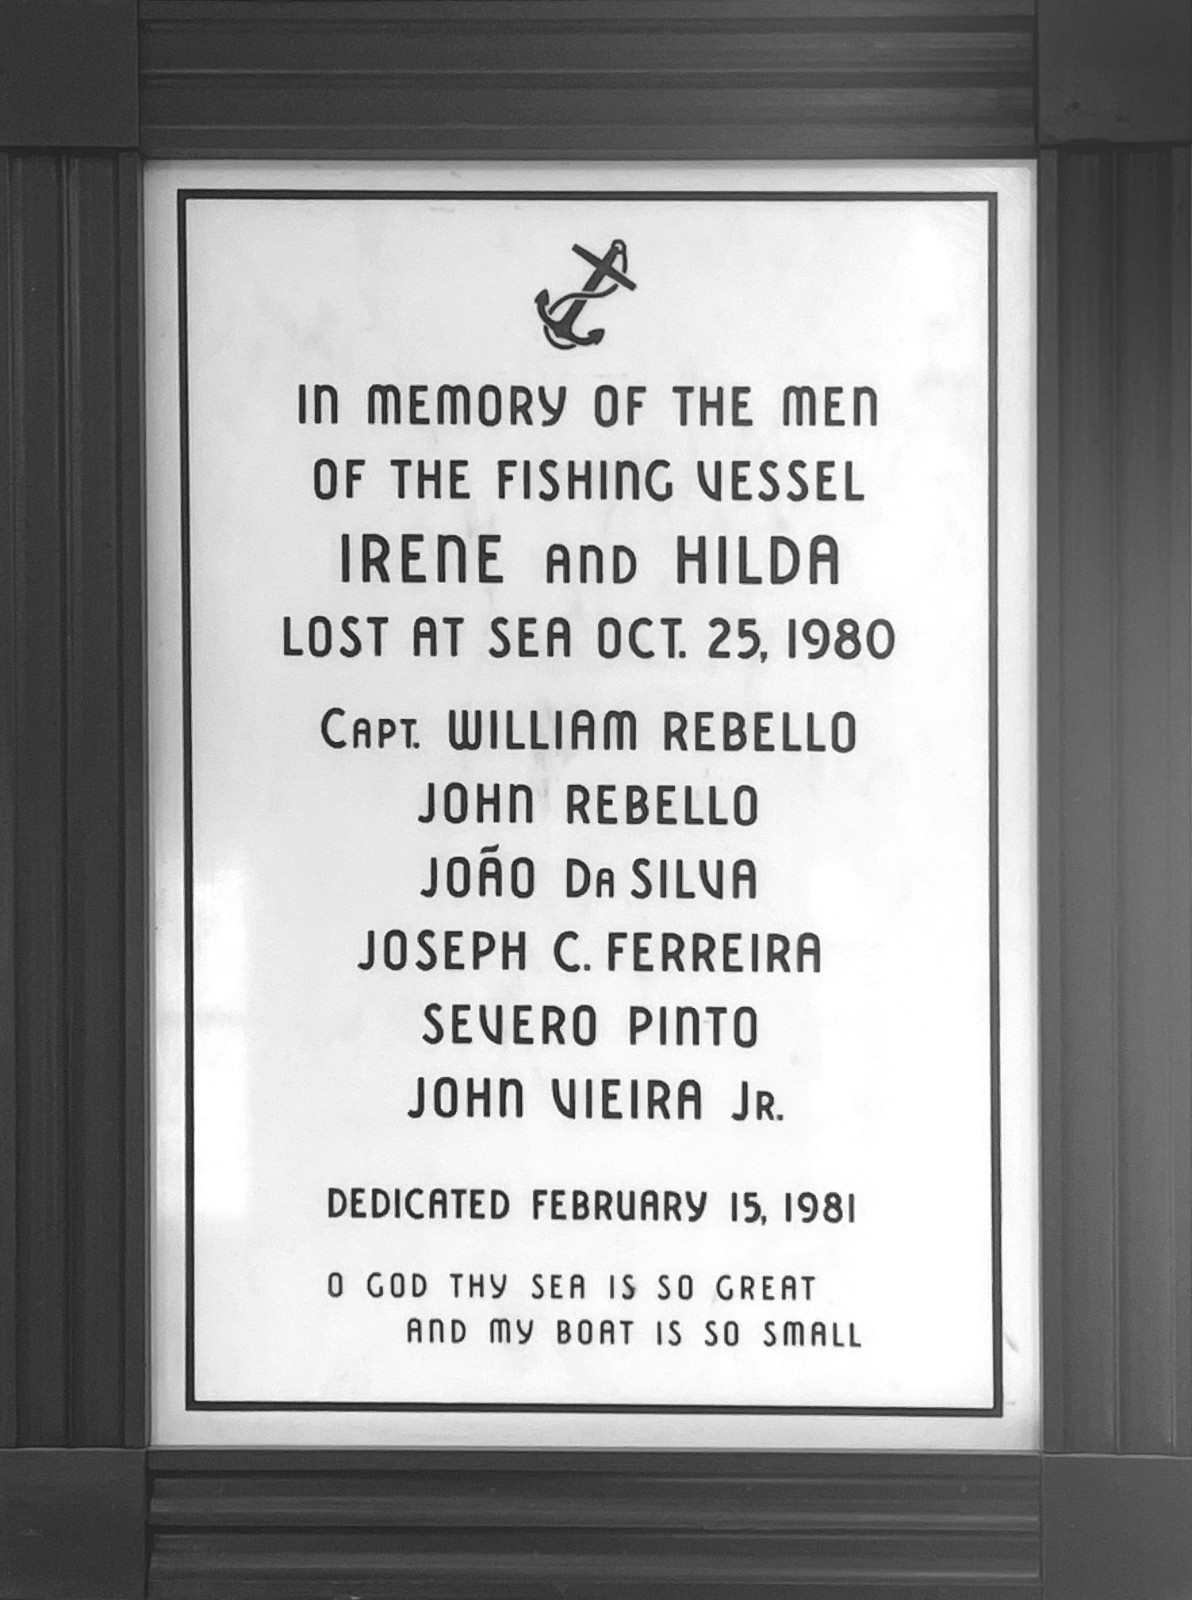 IN MEMORY OF THE MEN
OF THE FISHING VESSEL
IRENE AND HILDA
LOST AT SEA OCT. 25, 1980
CAPT. WILLIAM REBELLO
JOHN REBELLO
JOÃO DA SILVA
JOSEPH C. FERREIRA
SEVERO PINTO
JOHN VIEIRA JR.
DEDICATED FEBRUARY 15, 1981
O GOD THY SEA IS SO GREAT
AND MY BOAT IS SO SMALL